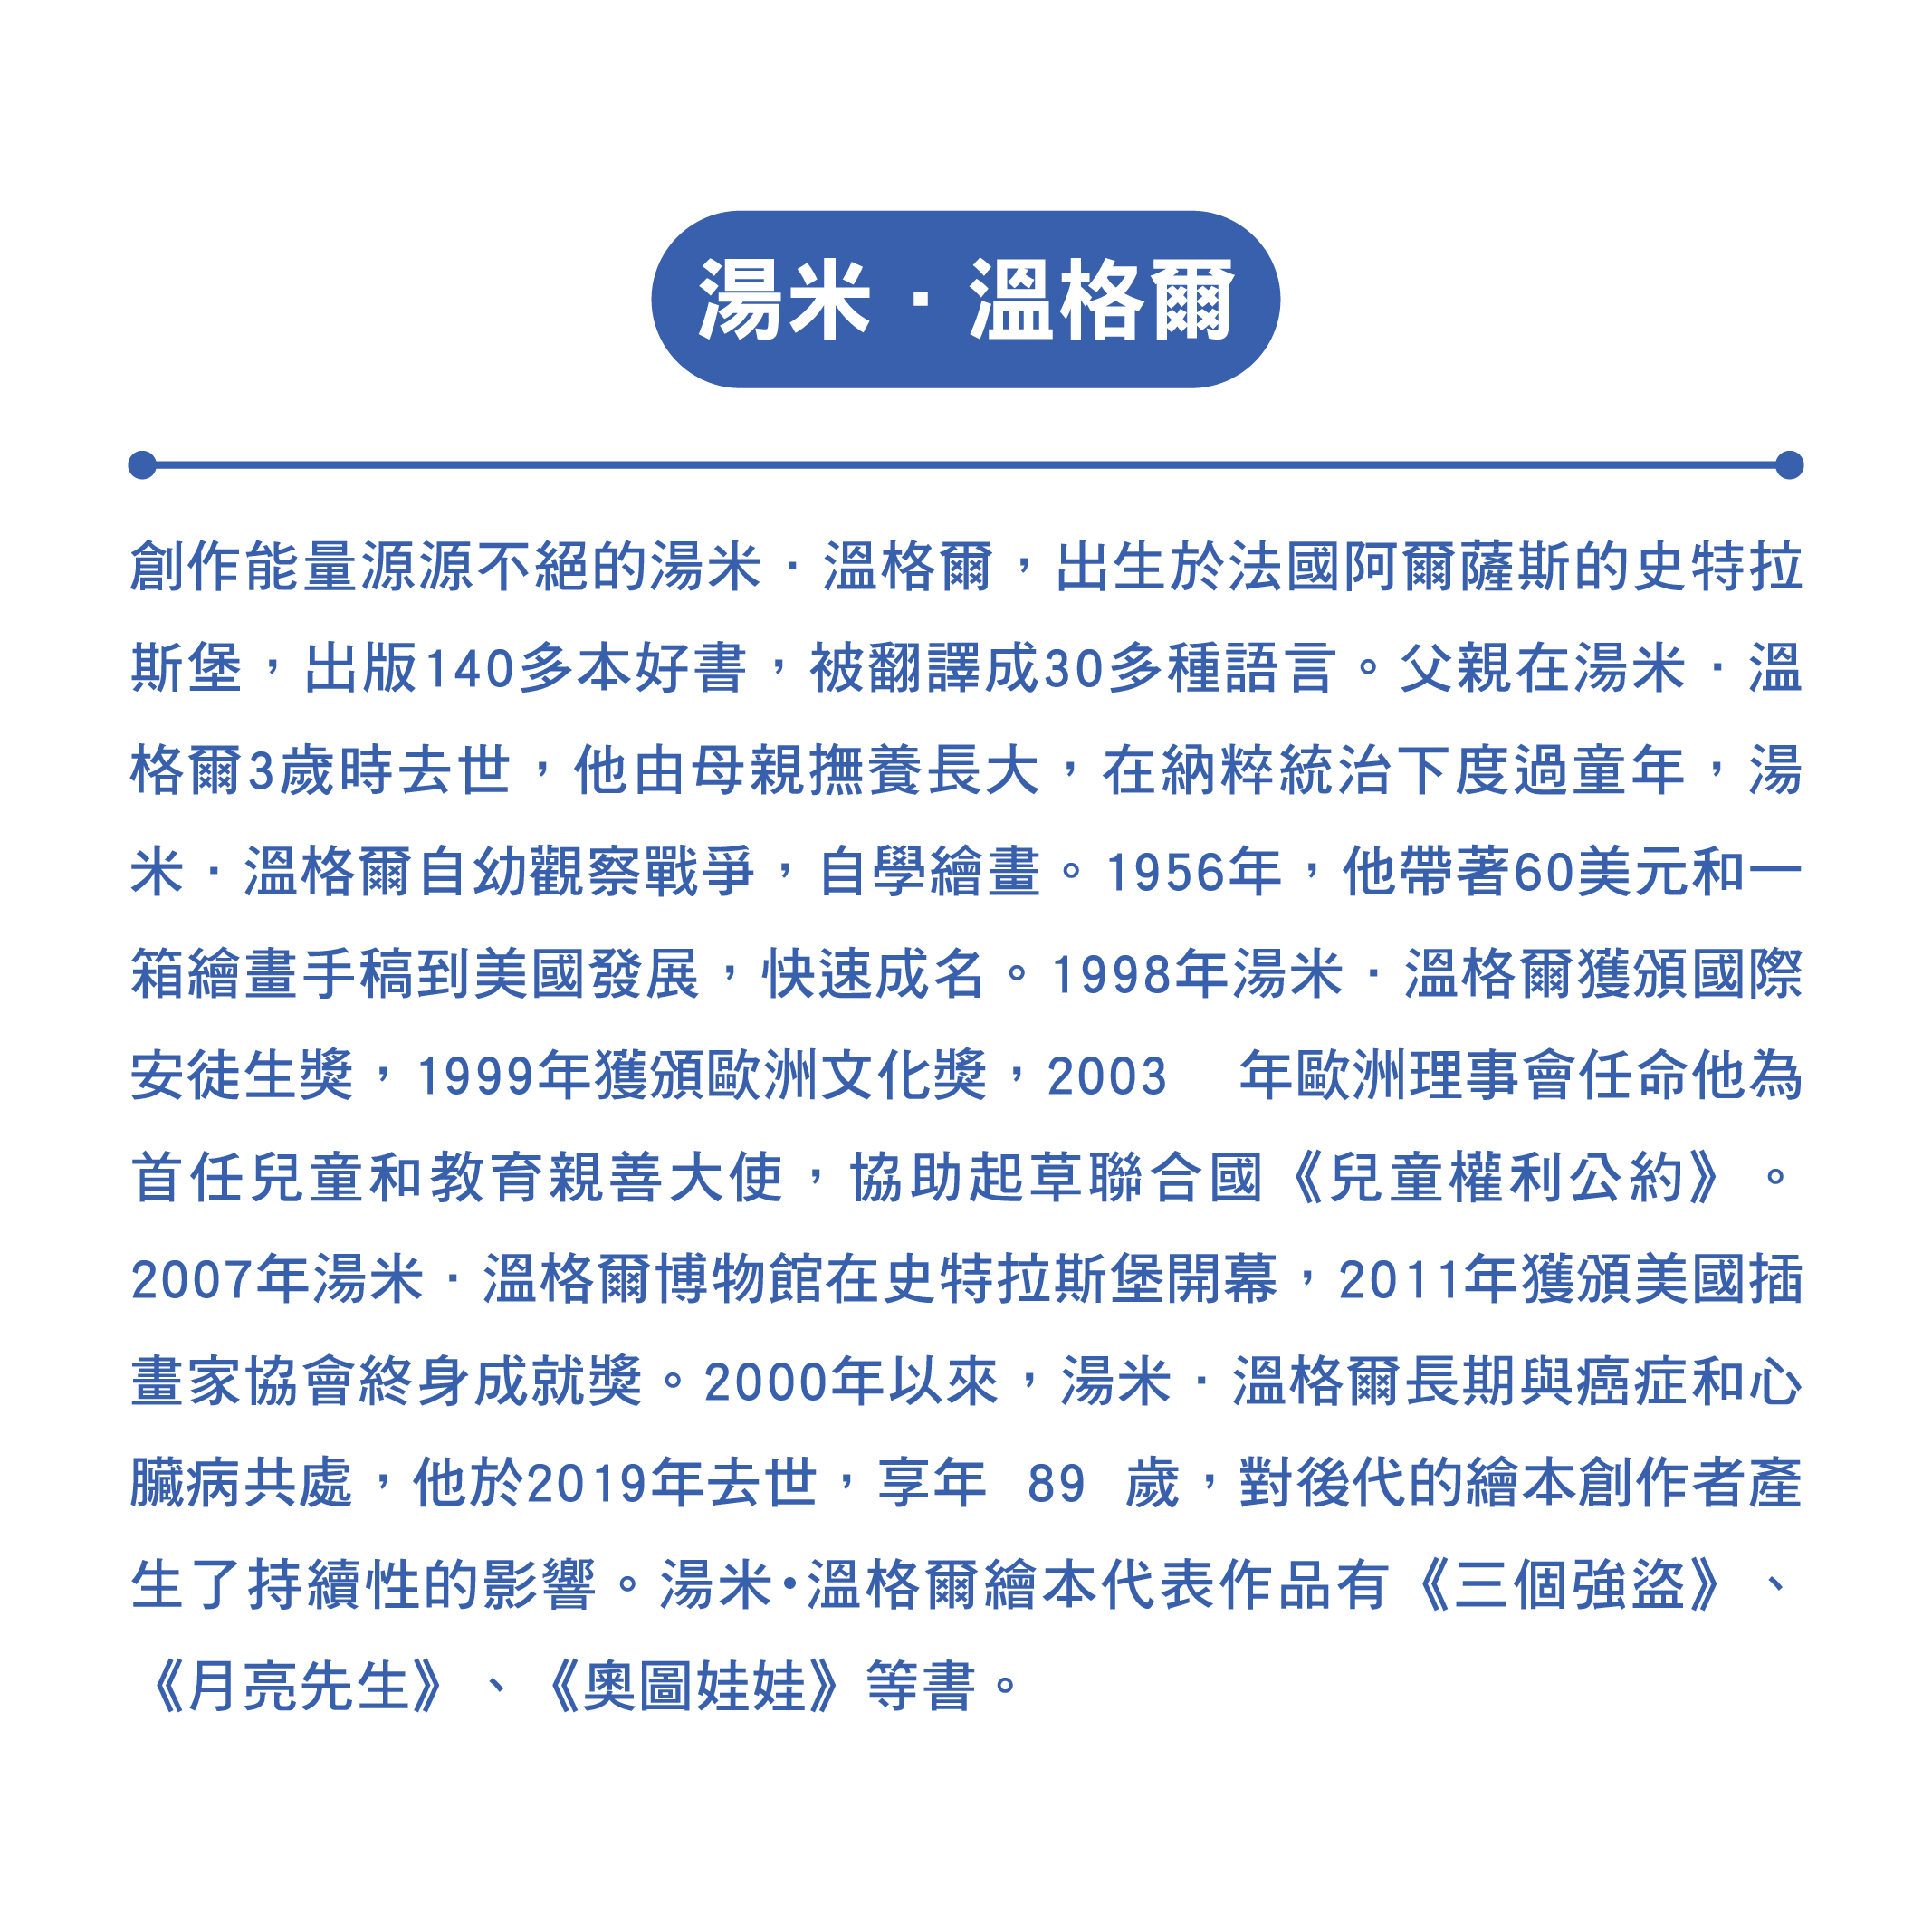 湯米・溫格爾
創作能量源源不絕的湯米・溫格爾，出生於法國阿爾薩斯的史特拉
斯堡，出版140多本好書，被翻譯成30多種語言。父親在湯米・溫
格爾3歲時去世，他由母親撫養長大，在納粹統治下度過童年，湯
米・溫格爾自幼觀察戰爭，自學繪畫。1956年，他帶著60美元和一
箱繪畫手稿到美國發展，快速成名。1998年湯米・溫格爾獲頒國際
安徒生獎，1999年獲頒歐洲文化獎，2003 年歐洲理事會任命他為
首任兒童和教育親善大使，協助起草聯合國《兒童權利公約》。
2007年湯米・溫格爾博物館在史特拉斯堡開幕，2011年獲頒美國插
畫家協會終身成就獎。2000年以來，湯米・溫格爾長期與癌症和心
臟病共處，他於2019年去世，享年 89 歲，對後代的繪本創作者產
生了持續性的影響。湯米•溫格爾繪本代表作品有《三個強盜》、
《月亮先生》、《奧圖娃娃》等書。